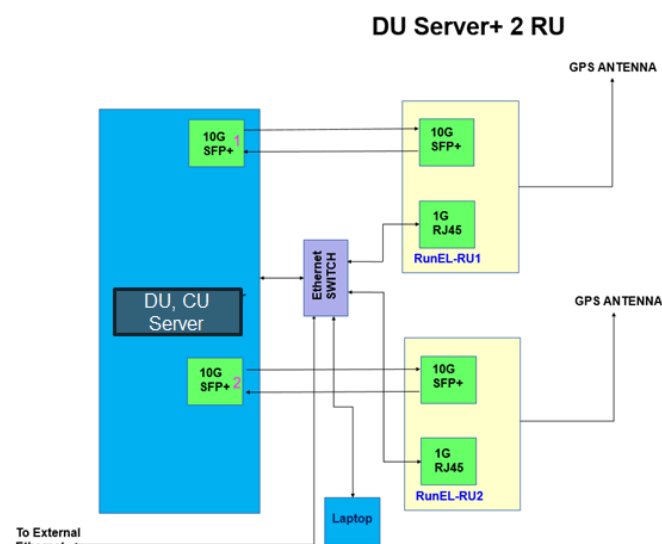 DU Server+ 2 RU
GPS ANTENNA
10G
SFP+ 1
10G
SFP+
1G
RJ45
RunEL-RU1
Ethernet
SWITCH
DU, CU
Server
GPS ANTENNA
10G
SFP+ 2
10G
SFP+
1G
RJ45
RunEL-RU2
Laptop
To External